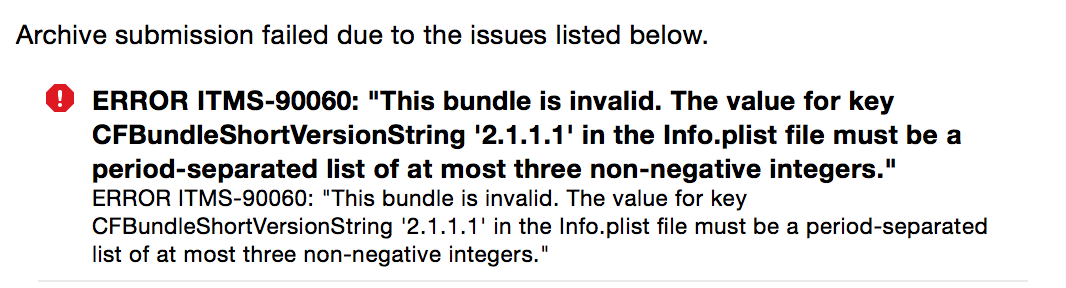 Archive submission failed due to the issues listed below.
ERROR ITMS-90060: "This bundle is invalid. The value for key
CFBundleShortVersionString '2.1.1.1' in the Info.plist file must be a
period-separated list of at most three non-negative integers."
ERROR ITMS-90060: "This bundle is invalid. The value for key
CFBundleShortVersionString '2.1.1.1' in the Info.plist file must be a period-separated
list of at most three non-negative integers."